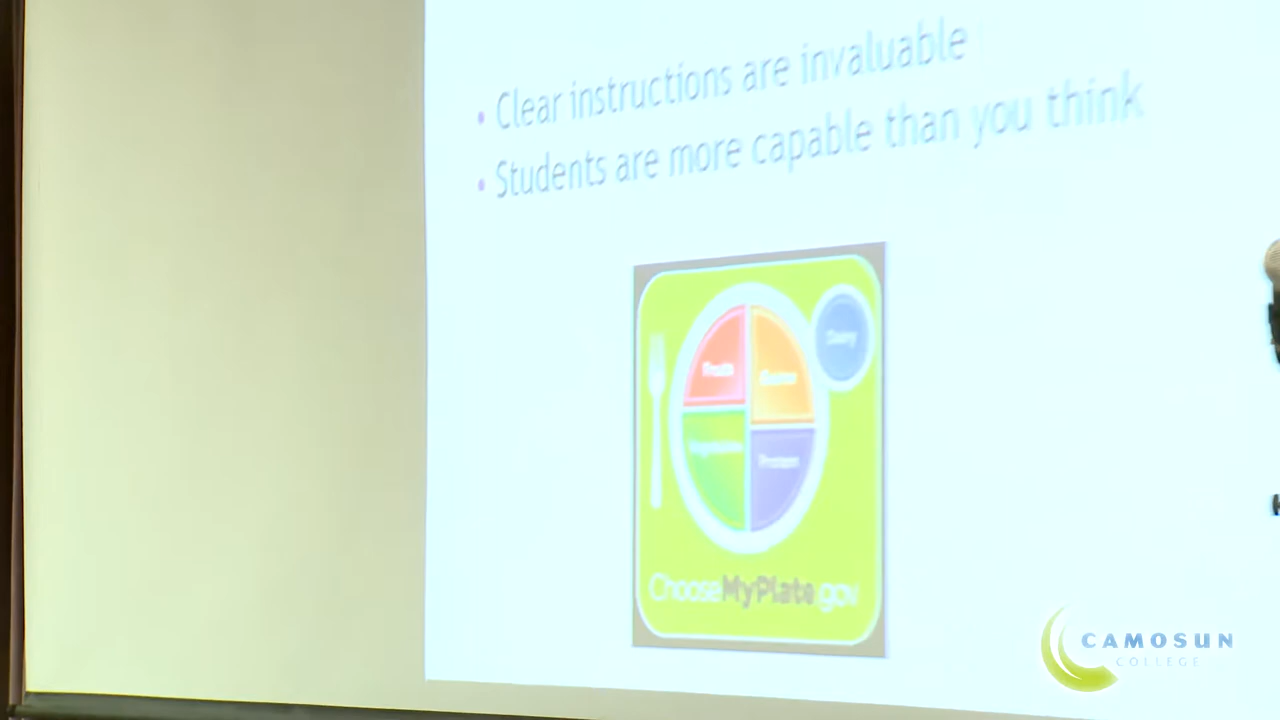 • Clear instructions are invaluable
• Students are more capable than you think
Fruits
Grains
Dairy
Vegetables
Protein
ChooseMyPlate.gov
CAMOSUN
COLLEGE